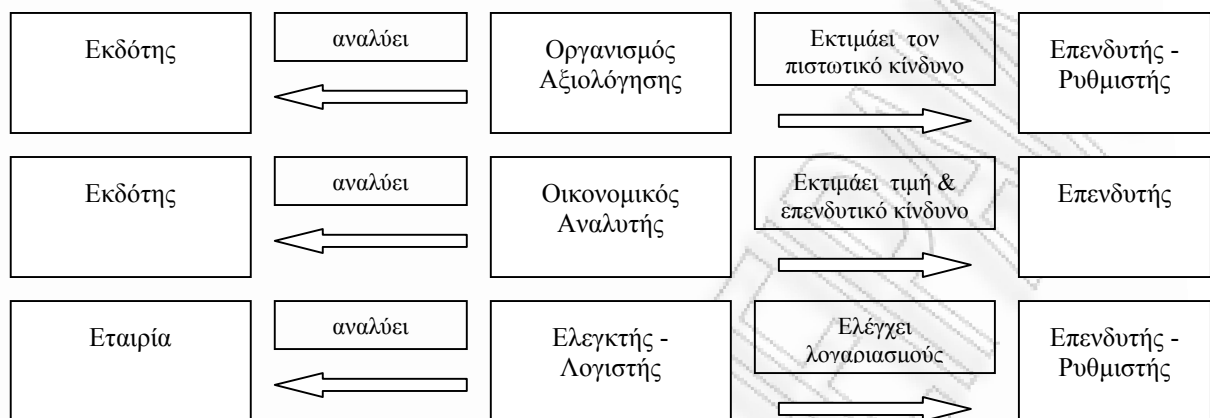 Εκδότης
αναλύει
Οργανισμός
Αξιολόγησης
Εκτιμάει τον
πιστωτικό κίνδυνο
Επενδυτής -
Ρυθμιστής
Εκδότης
αναλύει
Οικονομικός
Αναλυτής
Εκτιμάει τιμή &
επενδυτικό κίνδυνο
Επενδυτής
Εταιρία
αναλύει
Ελεγκτής -
Λογιστής
Ελέγχει
λογαριασμούς
Επενδυτής -
Ρυθμιστής